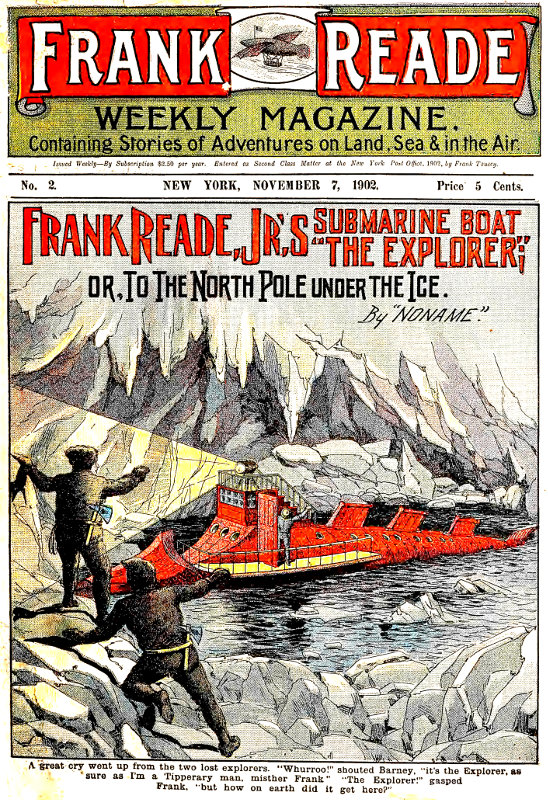 FRANK READE
WEEKLY MAGAZINE.
Containing Stories of Adventures on Land, Sea & in the Air.
Issued Weekly—By Subscription $2.50 per year. Entered as Second Class Matter at the New York Post Office, 1902, by Frank Tousey.
No. 2. NEW YORK, NOVEMBER 7, 1902. Price 5 Cents.
FRANK READE, JR.'S SUBMARINE BOAT
"THE EXPLORER";
OR, TO THE NORTH POLE UNDER THE ICE.
By "NONAME".
A great cry went up from the two lost explorers. "Whurroo!" shouted Barney, "it's the Explorer, as
sure as I'm a Tipperary man, misther Frank" "The Explorer!" gasped
Frank, "but how on earth did it get here?"